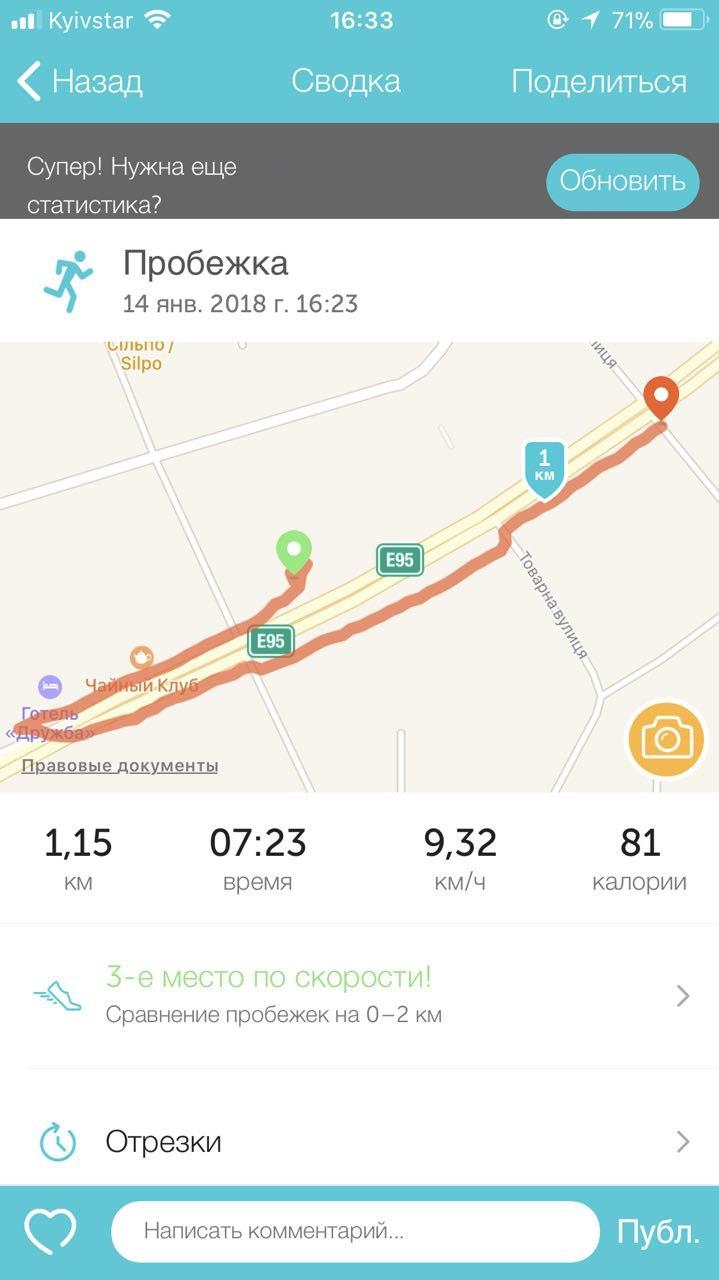 Kyivstar 16:33 71%
Назад Сводка Поделиться
Супер! Нужна еще
статистика?
Обновить
Пробежка
14 янв. 2018 г. 16:23
Сільпо /
Silpo
1
км
E95
E95
Товарна вулиця
Чайный Клуб
Готель
«Дружба»
Правовые документы
1,15 07:23 9,32 81
км время км/ч калории
3-е место по скорости!
Сравнение пробежек на 0–2 км
Отрезки
Написать комментарий... Публ.